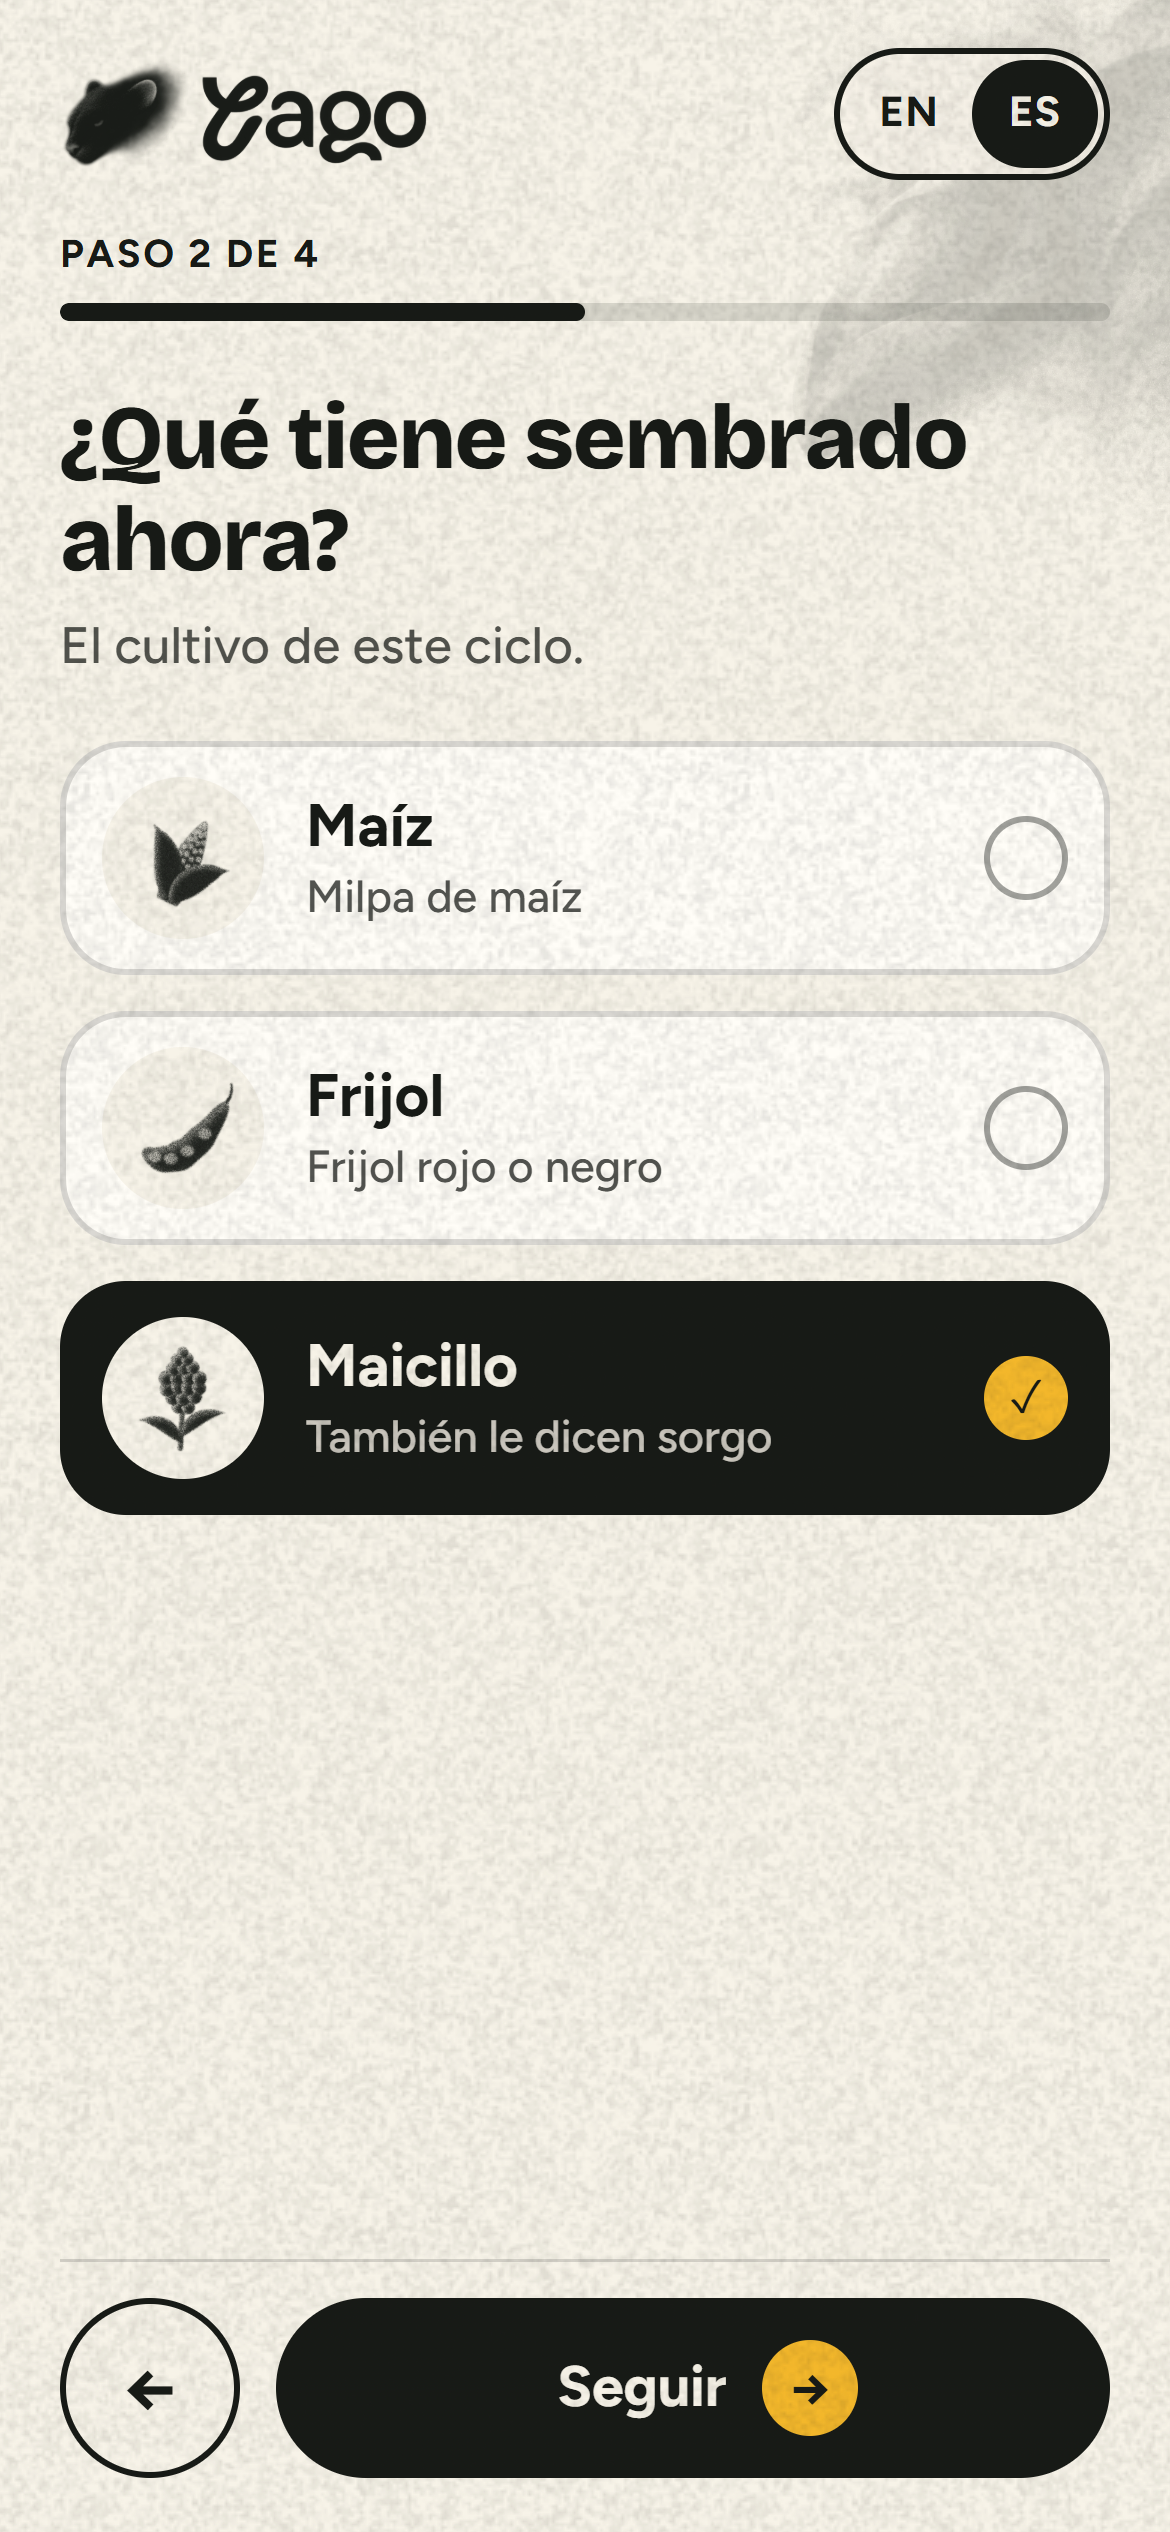 Yago
EN ES
PASO 2 DE 4
¿Qué tiene sembrado
ahora?
El cultivo de este ciclo.
Maíz
Milpa de maíz
Frijol
Frijol rojo o negro
Maicillo
También le dicen sorgo
Seguir